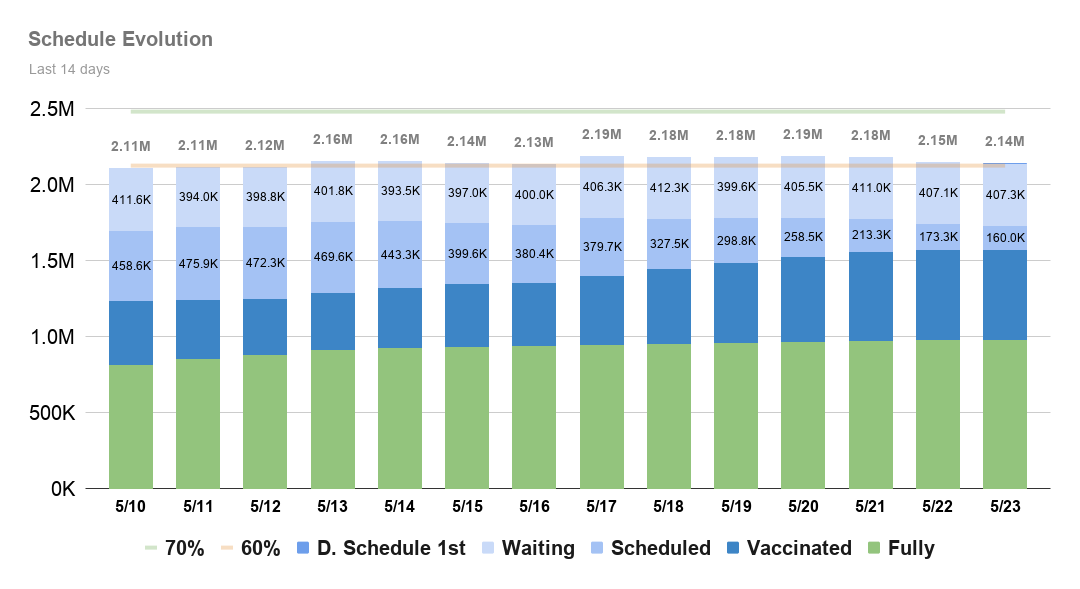 Schedule Evolution
Last 14 days
2.5M
2.11M 2.11M 2.12M 2.16M 2.16M 2.14M 2.13M 2.19M 2.18M 2.18M 2.19M 2.18M 2.15M 2.14M
2.0M
411.6K 394.0K 398.8K 401.8K 393.5K 397.0K 400.0K 406.3K 412.3K 399.6K 405.5K 411.0K 407.1K 407.3K
458.6K 475.9K 472.3K 469.6K 443.3K 399.6K 380.4K 379.7K 327.5K 298.8K 258.5K 213.3K 173.3K 160.0K
1.5M
1.0M
500K
0K
5/10 5/11 5/12 5/13 5/14 5/15 5/16 5/17 5/18 5/19 5/20 5/21 5/22 5/23
70% 60% D. Schedule 1st Waiting Scheduled Vaccinated Fully